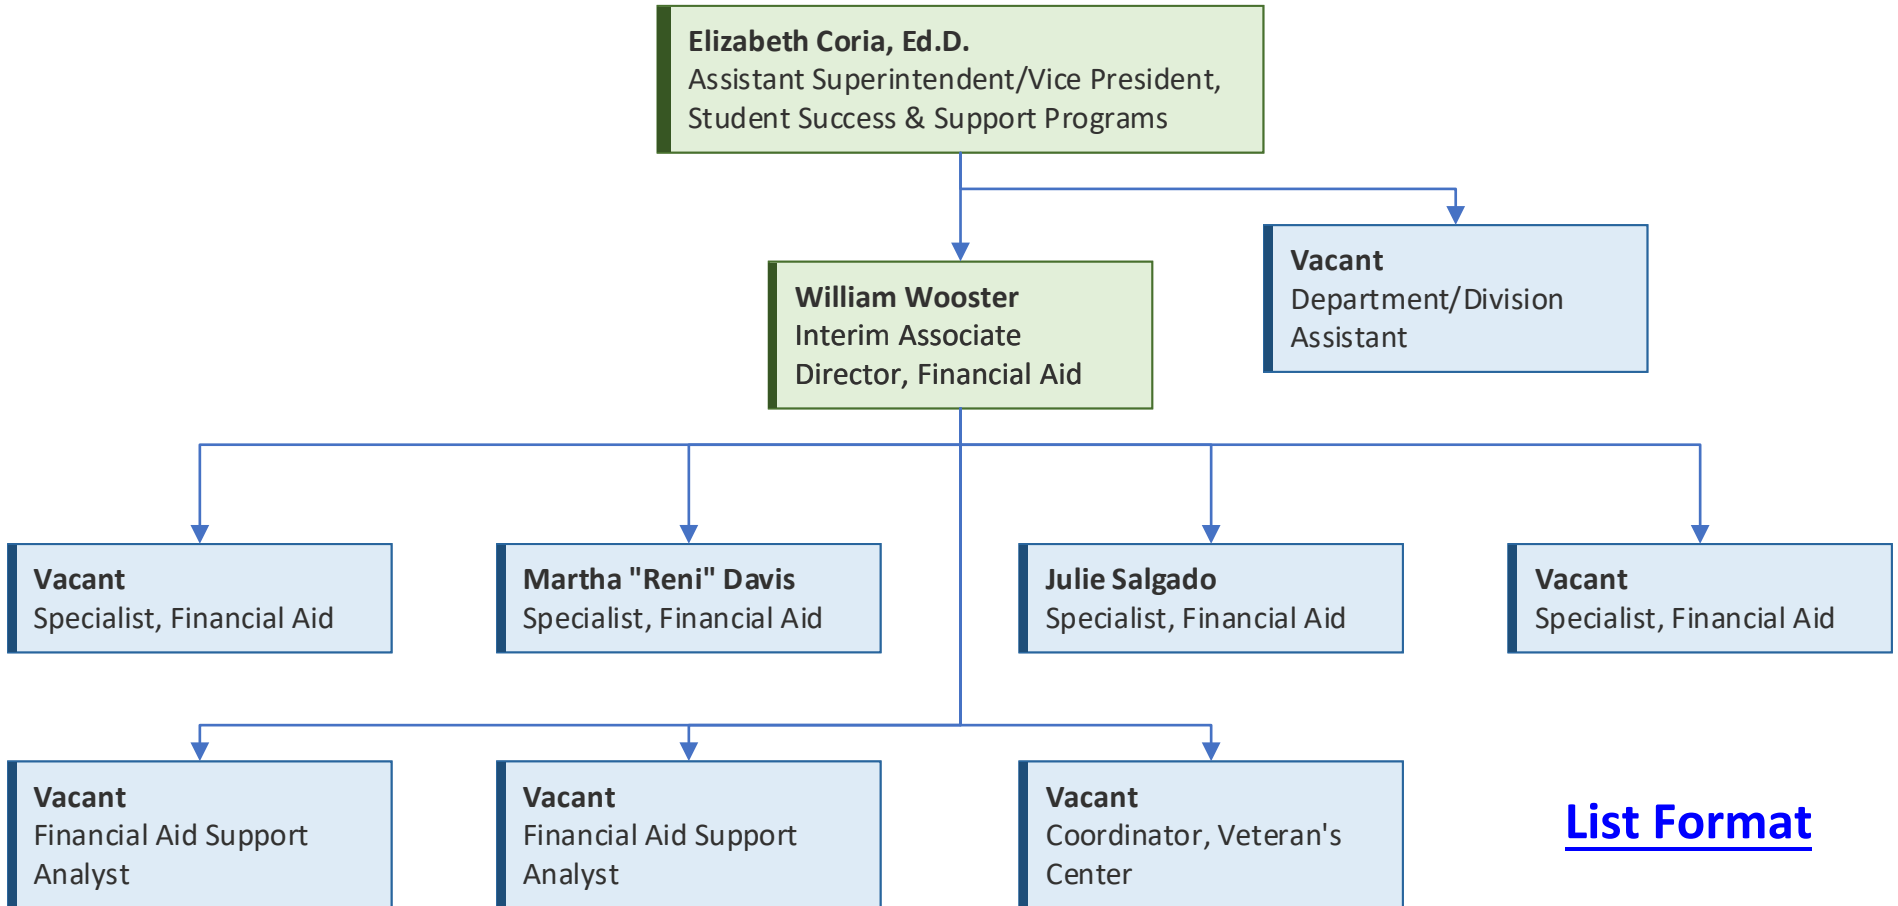 Elizabeth Coria, Ed.D.
Assistant Superintendent/Vice President,
Student Success & Support Programs
Vacant
Department/Division
Assistant
William Wooster
Interim Associate
Director, Financial Aid
Vacant
Specialist, Financial Aid
Martha "Reni" Davis
Specialist, Financial Aid
Julie Salgado
Specialist, Financial Aid
Vacant
Specialist, Financial Aid
Vacant
Financial Aid Support
Analyst
Vacant
Financial Aid Support
Analyst
Vacant
Coordinator, Veteran's
Center
List Format